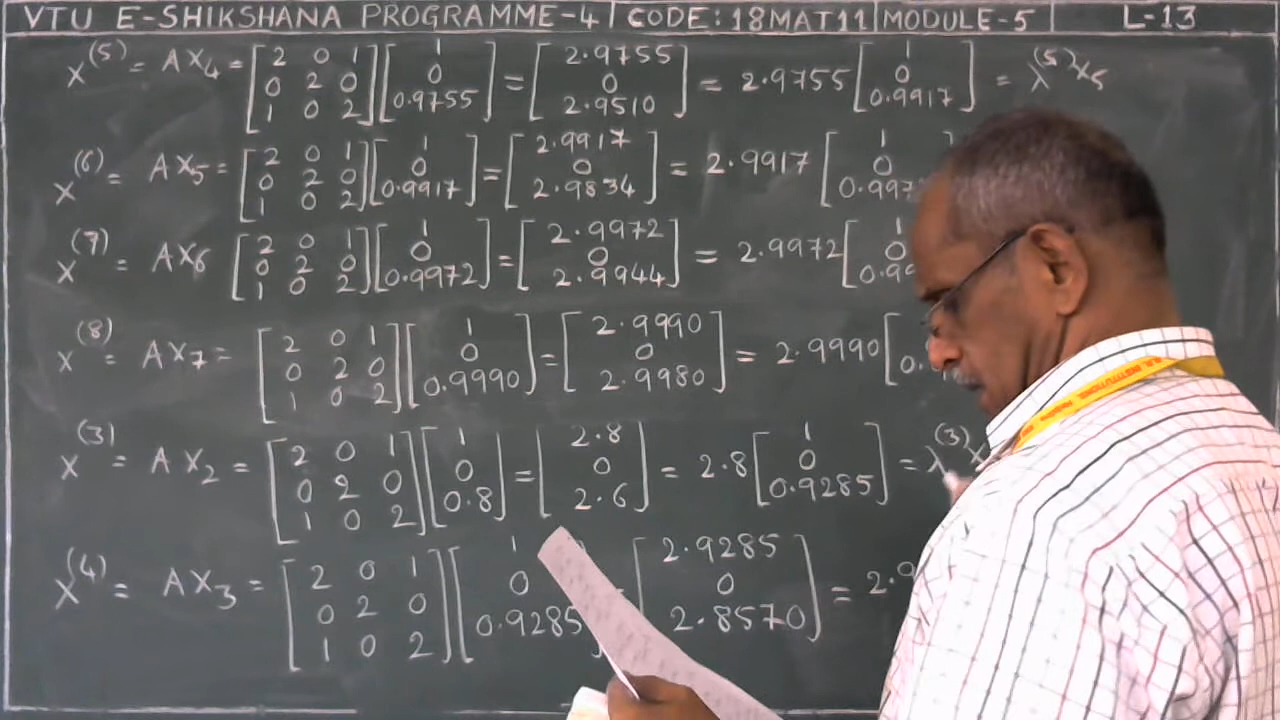 VTU E-SHIKSHANA PROGRAMME-4 | CODE: 18MAT11 | MODULE-5 | L-13
X^(5) = AX₄ = [2 0 1; 0 2 0; 1 0 2] [1; 0; 0.9755] = [2.9755; 0; 2.9510] = 2.9755 [1; 0; 0.9917] = λ^(5) X₅
X^(6) = AX₅ = [2 0 1; 0 2 0; 1 0 2] [1; 0; 0.9917] = [2.9917; 0; 2.9834] = 2.9917 [1; 0; 0.997
X^(7) = AX₆ [2 0 1; 0 2 0; 1 0 2] [1; 0; 0.9972] = [2.9972; 0; 2.9944] = 2.9972 [1; 0; 0.99
X^(8) = AX₇ = [2 0 1; 0 2 0; 1 0 2] [1; 0; 0.9990] = [2.9990; 0; 2.9980] = 2.9990 [0.
X^(3) = AX₂ = [2 0 1; 0 2 0; 1 0 2] [1; 0; 0.8] = [2.8; 0; 2.6] = 2.8 [1; 0; 0.9285] = λ^(3) X
X^(4) = AX₃ = [2 0 1; 0 2 0; 1 0 2] [1; 0; 0.9285 = [2.9285; 0; 2.8570] = 2.9